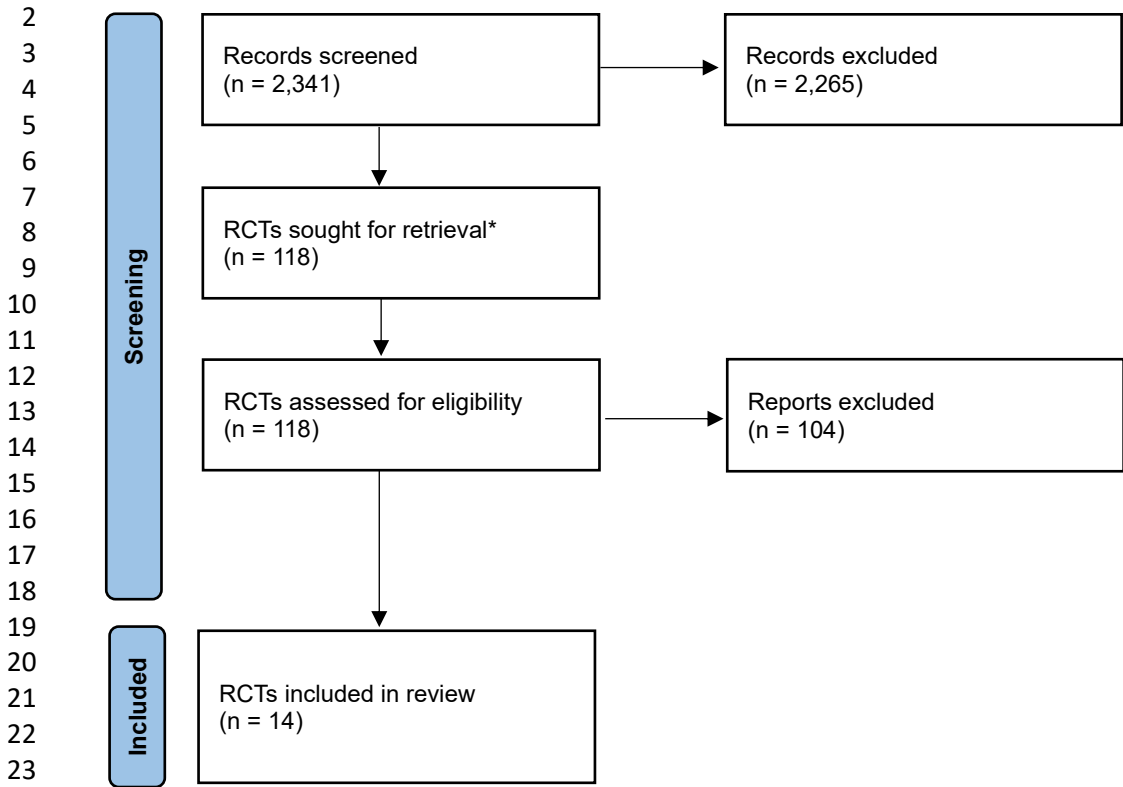 2
3
4
5
6
7
8
9
10
11
12
13
14
15
16
17
18
19
20
21
22
23
Screening
Records screened
(n = 2,341)
Records excluded
(n = 2,265)
RCTs sought for retrieval*
(n = 118)
RCTs assessed for eligibility
(n = 118)
Reports excluded
(n = 104)
Included
RCTs included in review
(n = 14)